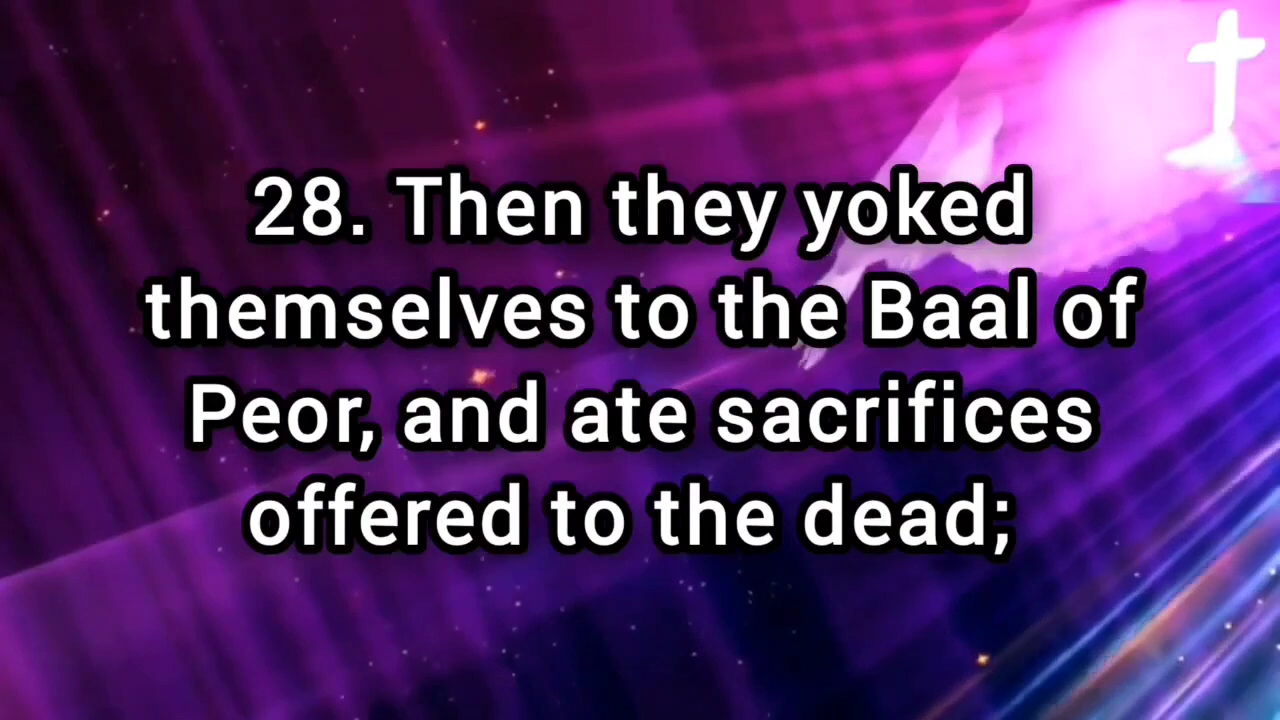 28. Then they yoked
themselves to the Baal of
Peor, and ate sacrifices
offered to the dead;